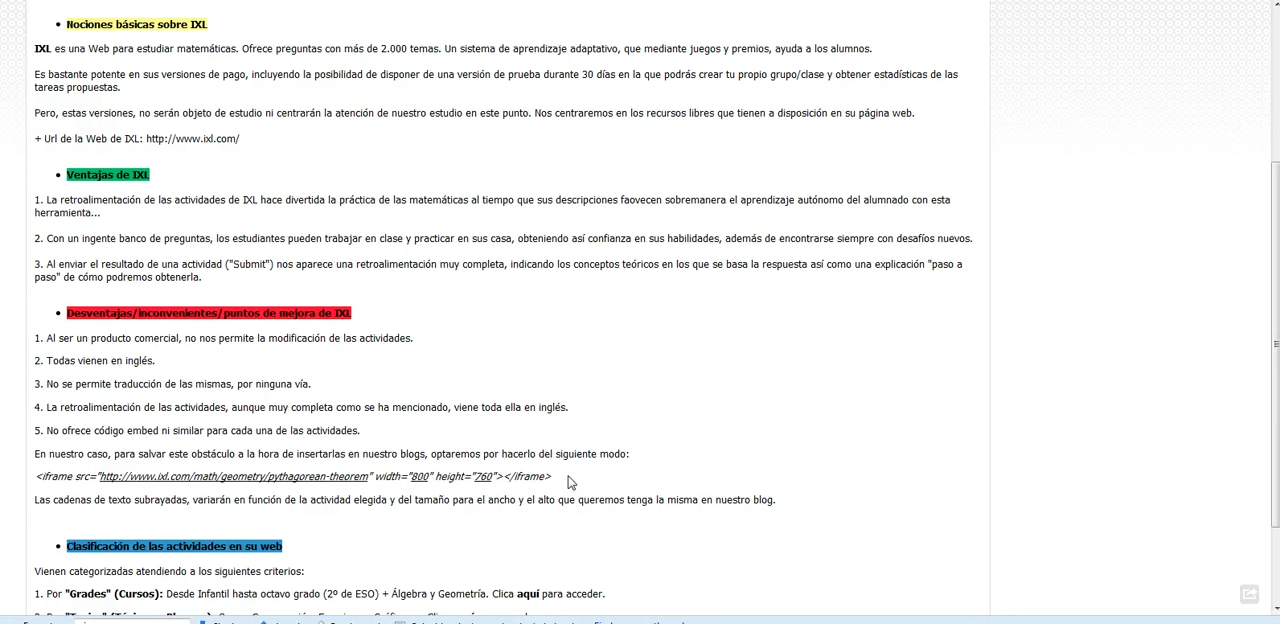 Nociones básicas sobre IXL
IXL es una Web para estudiar matemáticas. Ofrece preguntas con más de 2.000 temas. Un sistema de aprendizaje adaptativo, que mediante juegos y premios, ayuda a los alumnos.
Es bastante potente en sus versiones de pago, incluyendo la posibilidad de disponer de una versión de prueba durante 30 días en la que podrás crear tu propio grupo/clase y obtener estadísticas de las
tareas propuestas.
Pero, estas versiones, no serán objeto de estudio ni centrarán la atención de nuestro estudio en este punto. Nos centraremos en los recursos libres que tienen a disposición en su página web.
+ Url de la Web de IXL: http://www.ixl.com/
Ventajas de IXL
1. La retroalimentación de las actividades de IXL hace divertida la práctica de las matemáticas al tiempo que sus descripciones faovecen sobremanera el aprendizaje autónomo del alumnado con esta
herramienta...
2. Con un ingente banco de preguntas, los estudiantes pueden trabajar en clase y practicar en sus casa, obteniendo así confianza en sus habilidades, además de encontrarse siempre con desafíos nuevos.
3. Al enviar el resultado de una actividad ("Submit") nos aparece una retroalimentación muy completa, indicando los conceptos teóricos en los que se basa la respuesta así como una explicación "paso a
paso" de cómo podremos obtenerla.
Desventajas/inconvenientes/puntos de mejora de IXL
1. Al ser un producto comercial, no nos permite la modificación de las actividades.
2. Todas vienen en inglés.
3. No se permite traducción de las mismas, por ninguna vía.
4. La retroalimentación de las actividades, aunque muy completa como se ha mencionado, viene toda ella en inglés.
5. No ofrece código embed ni similar para cada una de las actividades.
En nuestro caso, para salvar este obstáculo a la hora de insertarlas en nuestro blogs, optaremos por hacerlo del siguiente modo:
<iframe src="http://www.ixl.com/math/geometry/pythagorean-theorem" width="800" height="760"></iframe>
Las cadenas de texto subrayadas, variarán en función de la actividad elegida y del tamaño para el ancho y el alto que queremos tenga la misma en nuestro blog.
Clasificación de las actividades en su web
Vienen categorizadas atendiendo a los siguientes criterios:
1. Por "Grades" (Cursos): Desde Infantil hasta octavo grado (2º de ESO) + Álgebra y Geometría. Clica aquí para acceder.